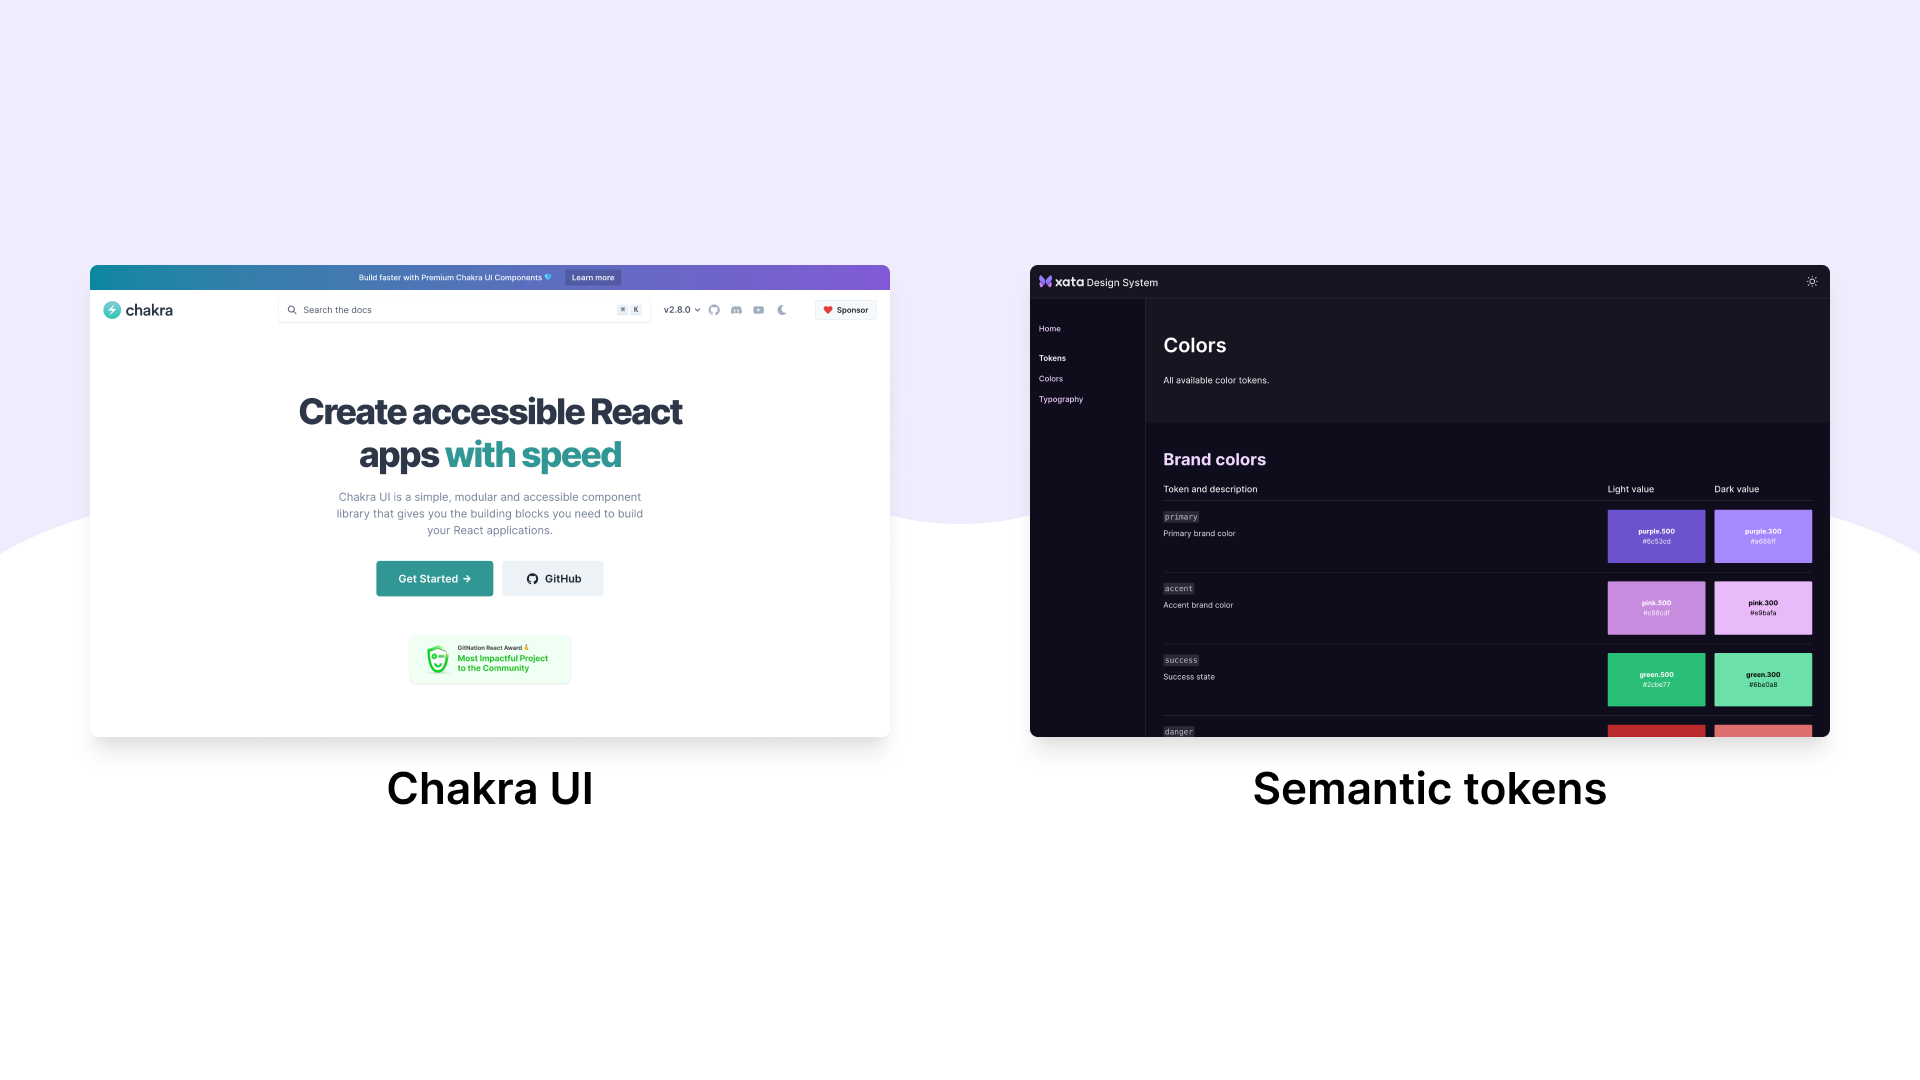 Build faster with Premium Chakra UI Components 💎 Learn more
chakra
Search the docs
⌘ K
v2.8.0
Sponsor
Create accessible React
apps with speed
Chakra UI is a simple, modular and accessible component
library that gives you the building blocks you need to build
your React applications.
Get Started →
GitHub
GitNation React Award
Most Impactful Project
to the Community
Chakra UI
xata Design System
Home
Tokens
Colors
Typography
Colors
All available color tokens.
Brand colors
Token and description Light value Dark value
primary
Primary brand color
purple.500
#6c53cd
purple.300
#a688ff
accent
Accent brand color
pink.500
#c88cdf
pink.300
#e9bafa
success
Success state
green.500
#2cbe77
green.300
#6be0a8
danger
Semantic tokens